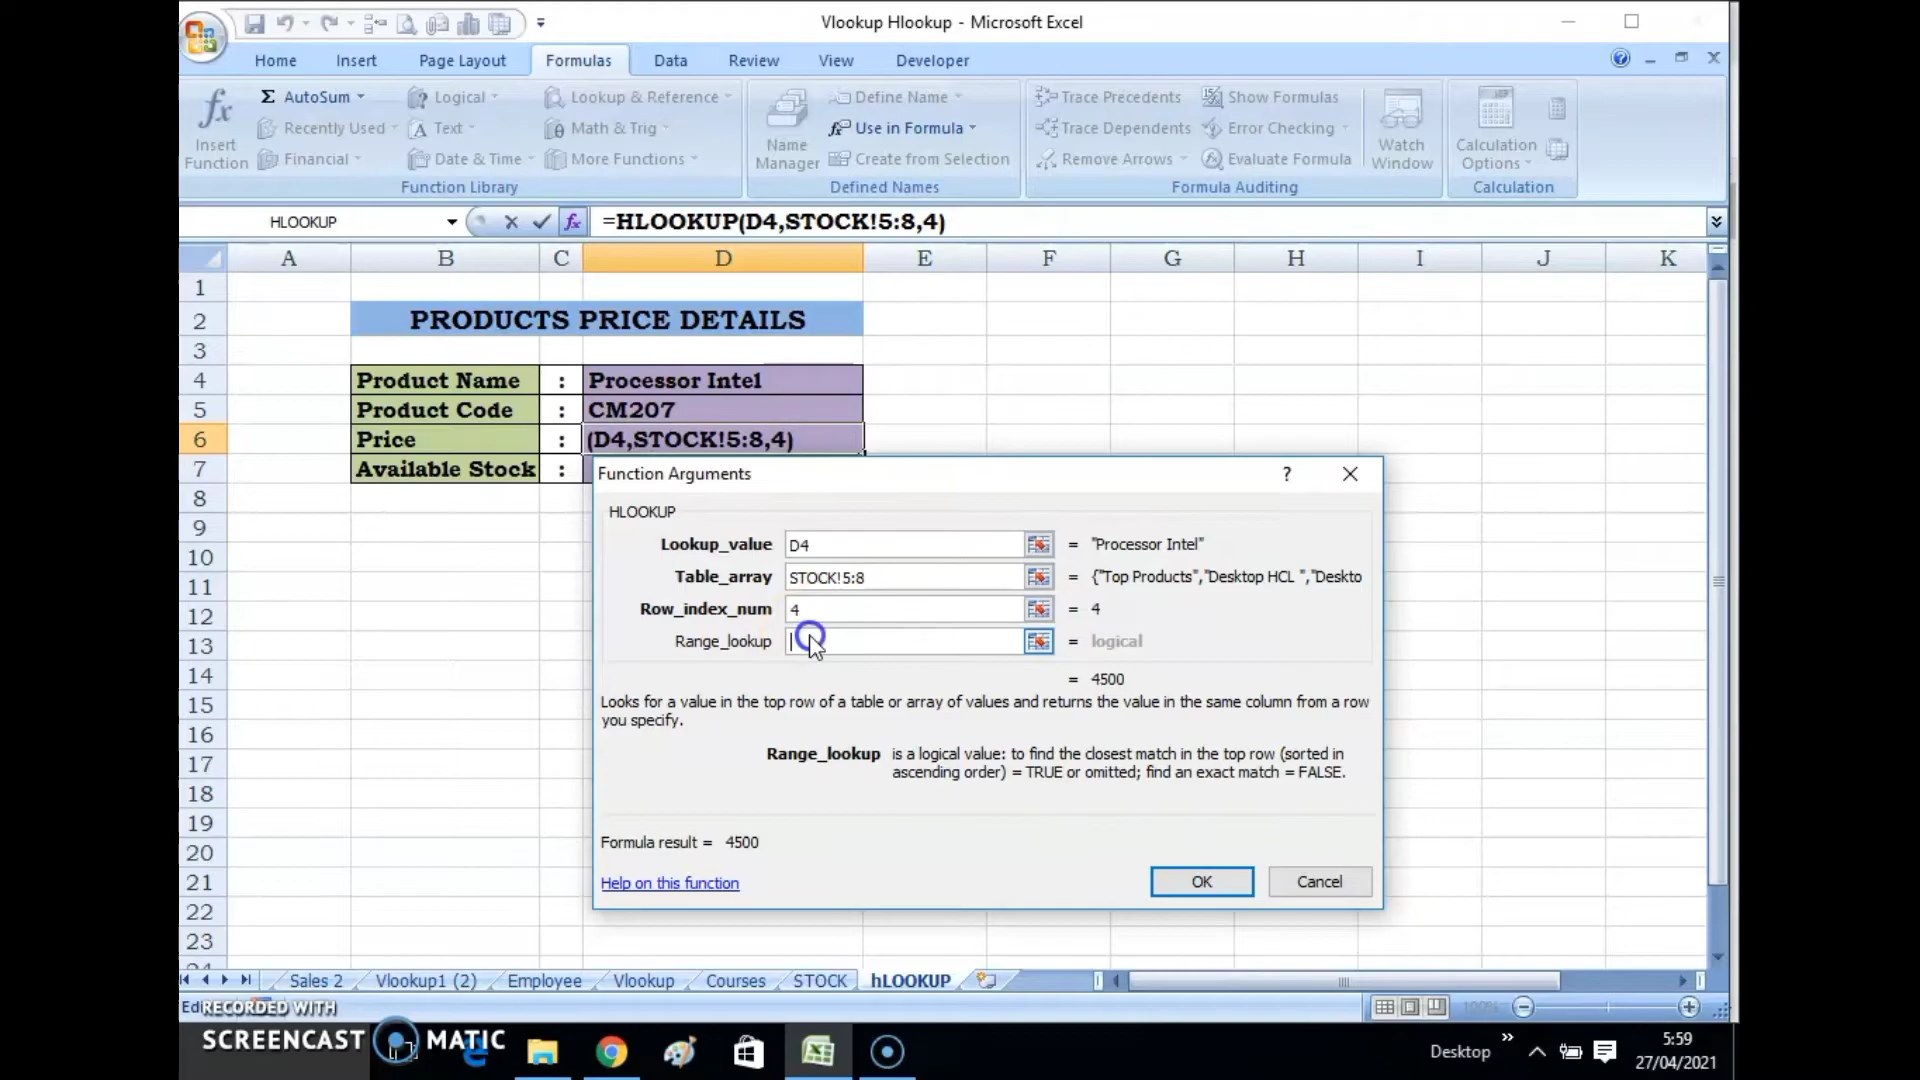 Vlookup Hlookup - Microsoft Excel
Home Insert Page Layout Formulas Data Review View Developer
Σ AutoSum Logical Lookup & Reference Define Name Trace Precedents Show Formulas
Recently Used Text Math & Trig Use in Formula Trace Dependents Error Checking
Insert Function Financial Date & Time More Functions Name Manager Create from Selection Remove Arrows Evaluate Formula Watch Window Calculation Options
Function Library Defined Names Formula Auditing Calculation
HLOOKUP fx =HLOOKUP(D4,STOCK!5:8,4)
A B C D E F G H I J K
1
2 PRODUCTS PRICE DETAILS
3
4 Product Name : Processor Intel
5 Product Code : CM207
6 Price : (D4,STOCK!5:8,4)
7 Available Stock :
8
9
10
11
12
13
14
15
16
17
18
19
20
21
22
23
24
Function Arguments ?
HLOOKUP
Lookup_value D4 = "Processor Intel"
Table_array STOCK!5:8 = {"Top Products","Desktop HCL ","Deskto
Row_index_num 4 = 4
Range_lookup = logical
= 4500
Looks for a value in the top row of a table or array of values and returns the value in the same column from a row
you specify.
Range_lookup is a logical value: to find the closest match in the top row (sorted in
ascending order) = TRUE or omitted; find an exact match = FALSE.
Formula result = 4500
Help on this function OK Cancel
Sales 2 Vlookup1 (2) Employee Vlookup Courses STOCK hLOOKUP
Edi RECORDED WITH 100%
SCREENCAST MATIC
Desktop 5:59
27/04/2021